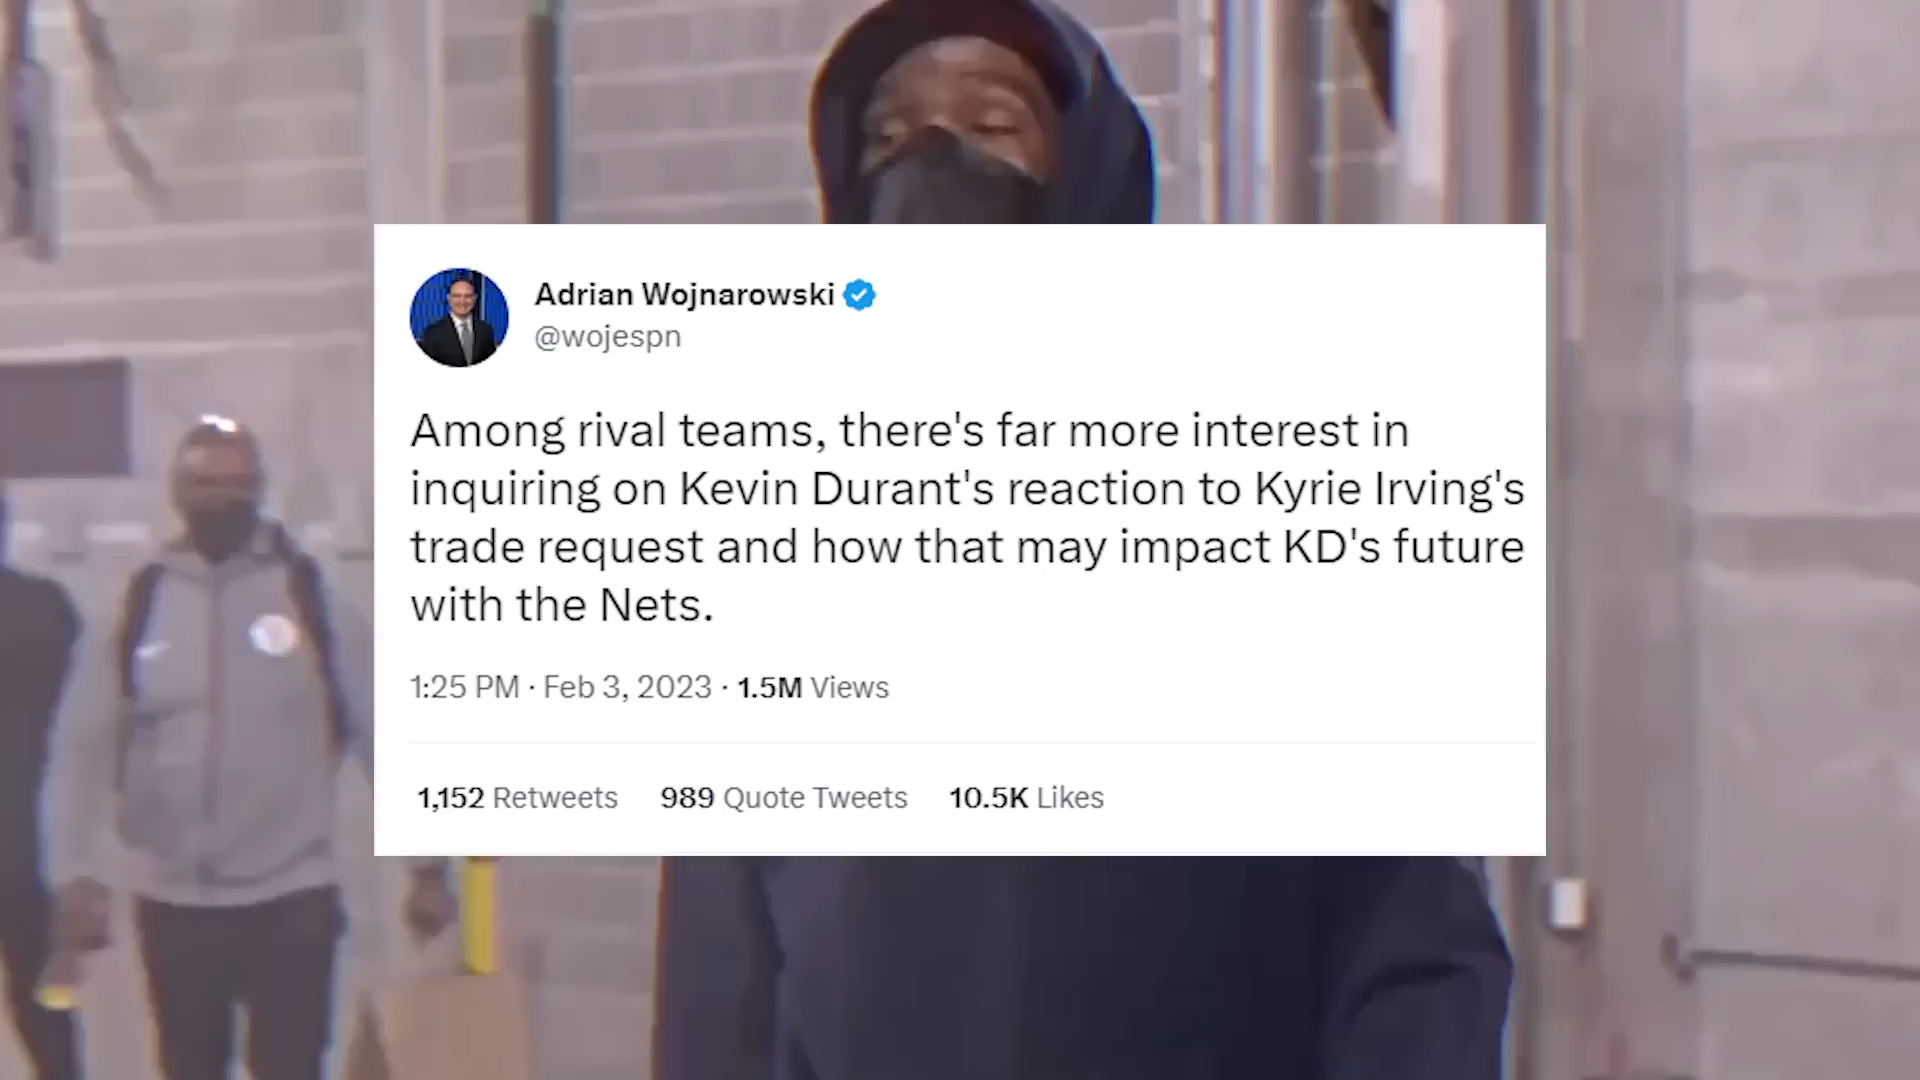 Adrian Wojnarowski
@wojespn
Among rival teams, there's far more interest in
inquiring on Kevin Durant's reaction to Kyrie Irving's
trade request and how that may impact KD's future
with the Nets.
1:25 PM · Feb 3, 2023 · 1.5M Views
1,152 Retweets 989 Quote Tweets 10.5K Likes